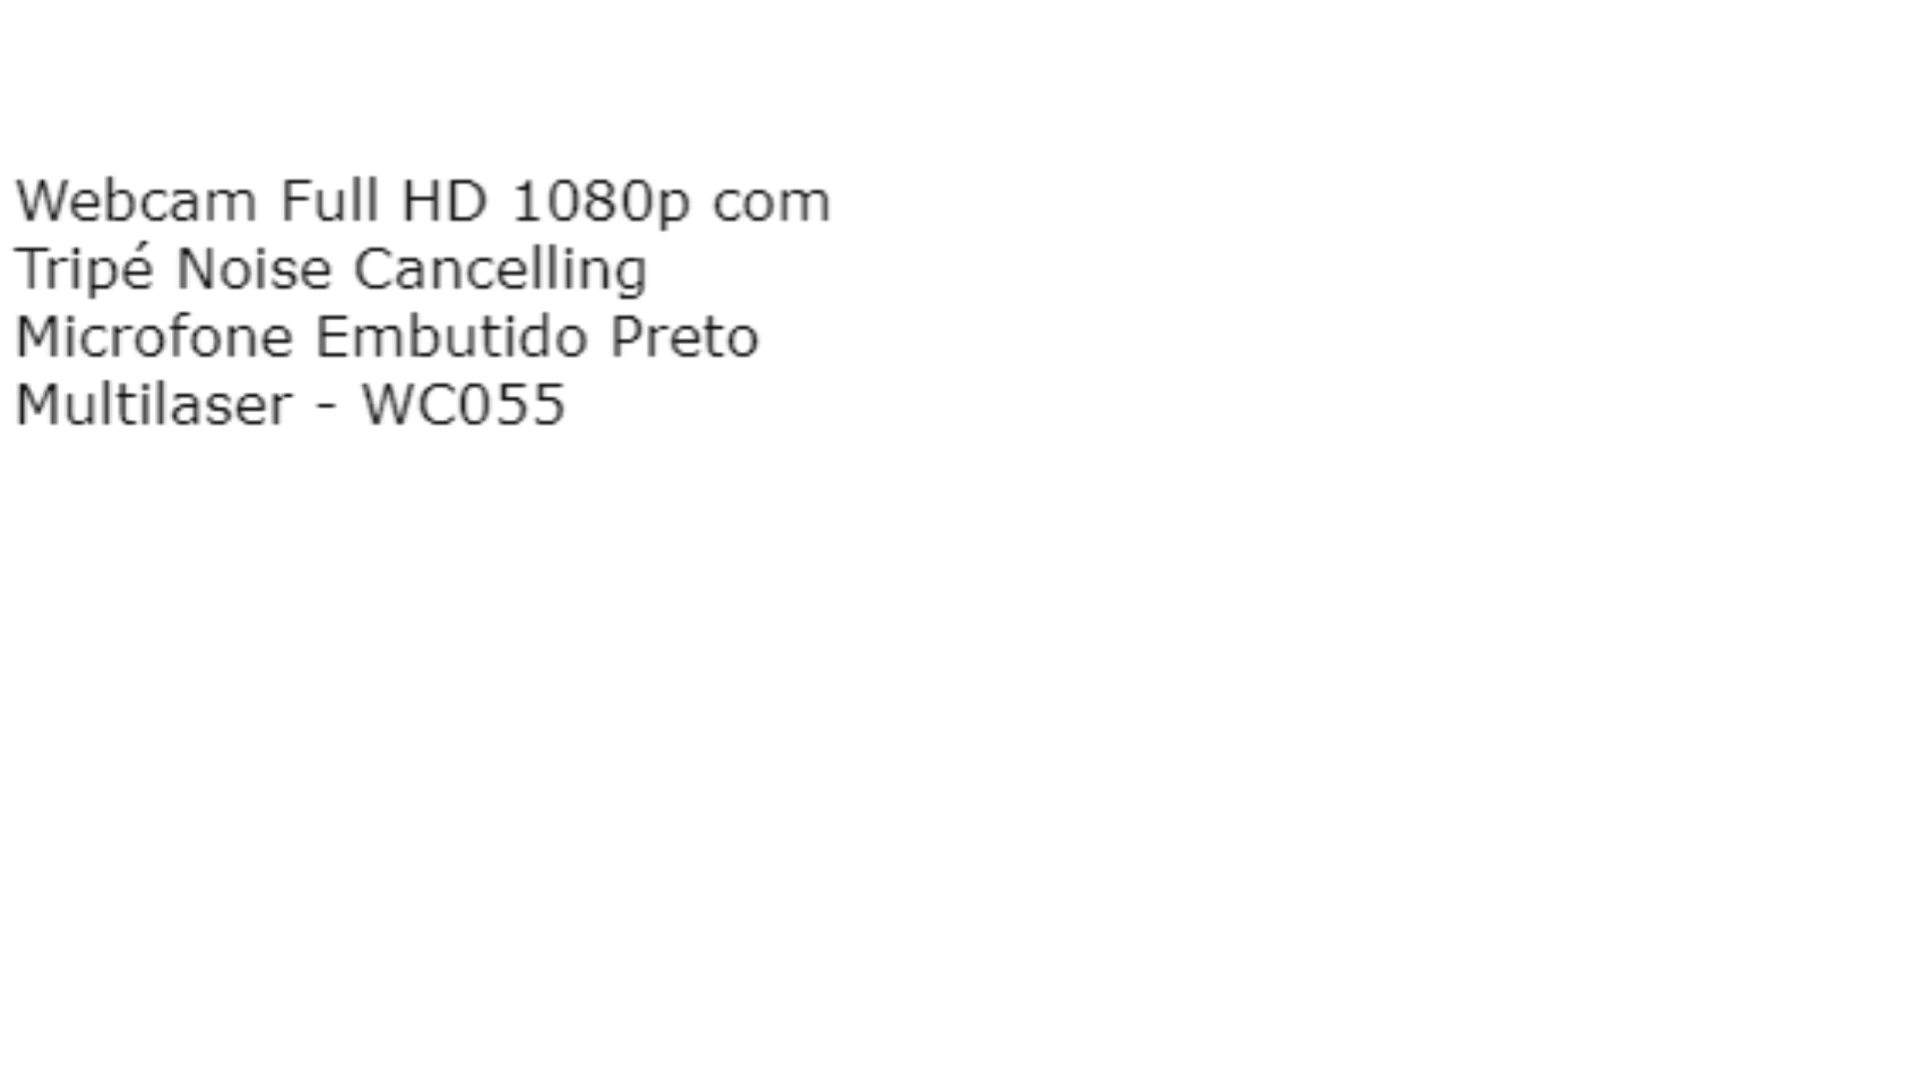 Webcam Full HD 1080p com
Tripé Noise Cancelling
Microfone Embutido Preto
Multilaser - WC055